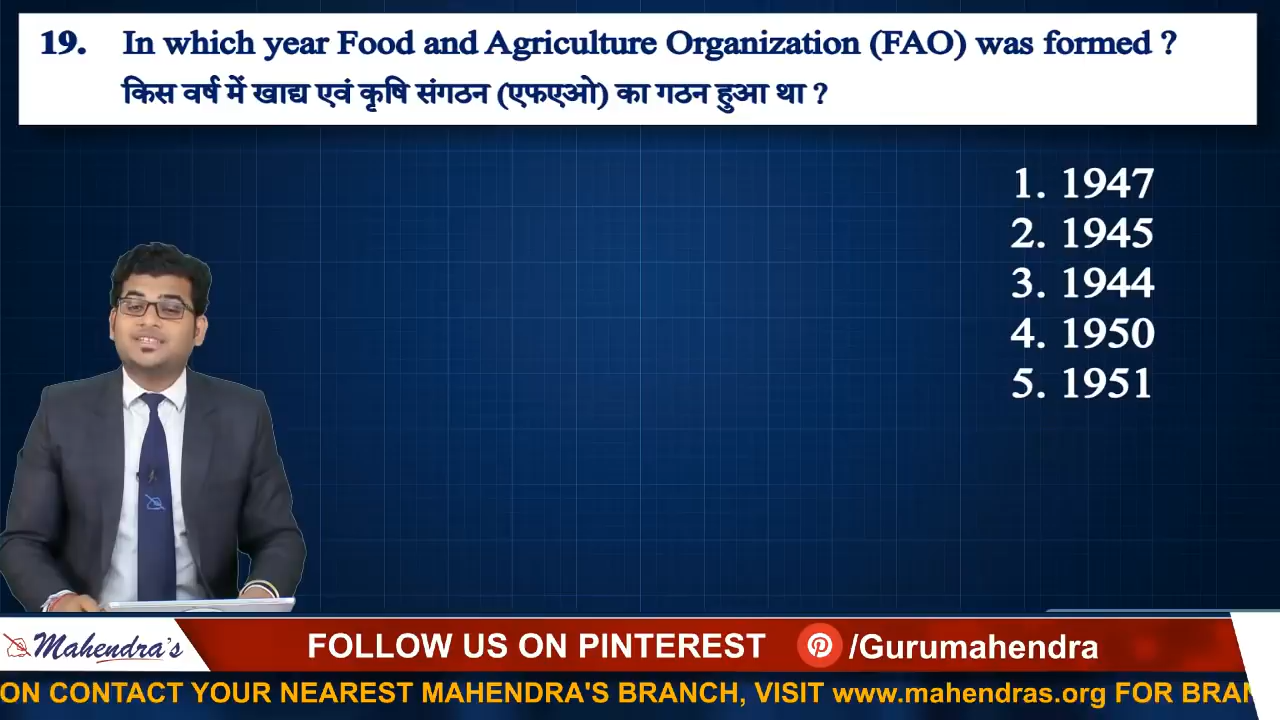 19. In which year Food and Agriculture Organization (FAO) was formed ?
किस वर्ष में खाद्य एवं कृषि संगठन (एफएओ) का गठन हुआ था ?
1. 1947
2. 1945
3. 1944
4. 1950
5. 1951
Mahendra's FOLLOW US ON PINTEREST /Gurumahendra
ON CONTACT YOUR NEAREST MAHENDRA'S BRANCH, VISIT www.mahendras.org FOR BRAN